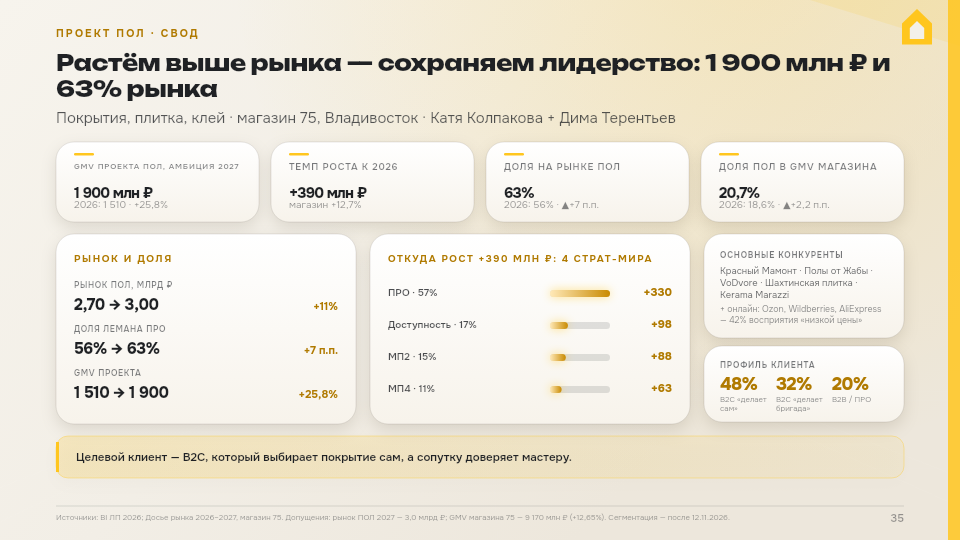 ПРОЕКТ ПОЛ · СВОД
Растём выше рынка — сохраняем лидерство: 1 900 млн ₽ и
63% рынка
Покрытия, плитка, клей · магазин 75, Владивосток · Катя Колпакова + Дима Терентьев
GMV ПРОЕКТА ПОЛ, АМБИЦИЯ 2027
1 900 млн ₽
2026: 1 510 · +25,8%
ТЕМП РОСТА К 2026
+390 млн ₽
магазин +12,7%
ДОЛЯ НА РЫНКЕ ПОЛ
63%
2026: 56% · ▲+7 п.п.
ДОЛЯ ПОЛ В GMV МАГАЗИНА
20,7%
2026: 18,6% · ▲+2,2 п.п.
РЫНОК И ДОЛЯ
РЫНОК ПОЛ, МЛРД ₽
2,70 → 3,00 +11%
ДОЛЯ ЛЕМАНА ПРО
56% → 63% +7 п.п.
GMV ПРОЕКТА
1 510 → 1 900 +25,8%
ОТКУДА РОСТ +390 МЛН ₽: 4 СТРАТ-МИРА
ПРО · 57% +330
Доступность · 17% +98
МП2 · 15% +88
МП4 · 11% +63
ОСНОВНЫЕ КОНКУРЕНТЫ
Красный Мамонт · Полы от Жабы ·
VoDvore · Шахтинская плитка ·
Kerama Marazzi
+ онлайн: Ozon, Wildberries, AliExpress
— 42% восприятия «низкой цены»
ПРОФИЛЬ КЛИЕНТА
48% 32% 20%
B2C «делает сам»
B2C «делает бригада»
B2B / ПРО
Целевой клиент — B2C, который выбирает покрытие сам, а сопутку доверяет мастеру.
Источники: BI ЛП 2026; Досье рынка 2026–2027, магазин 75. Допущения: рынок ПОЛ 2027 — 3,0 млрд ₽; GMV магазина 75 — 9 170 млн ₽ (+12,65%). Сегментация — после 12.11.2026.
35